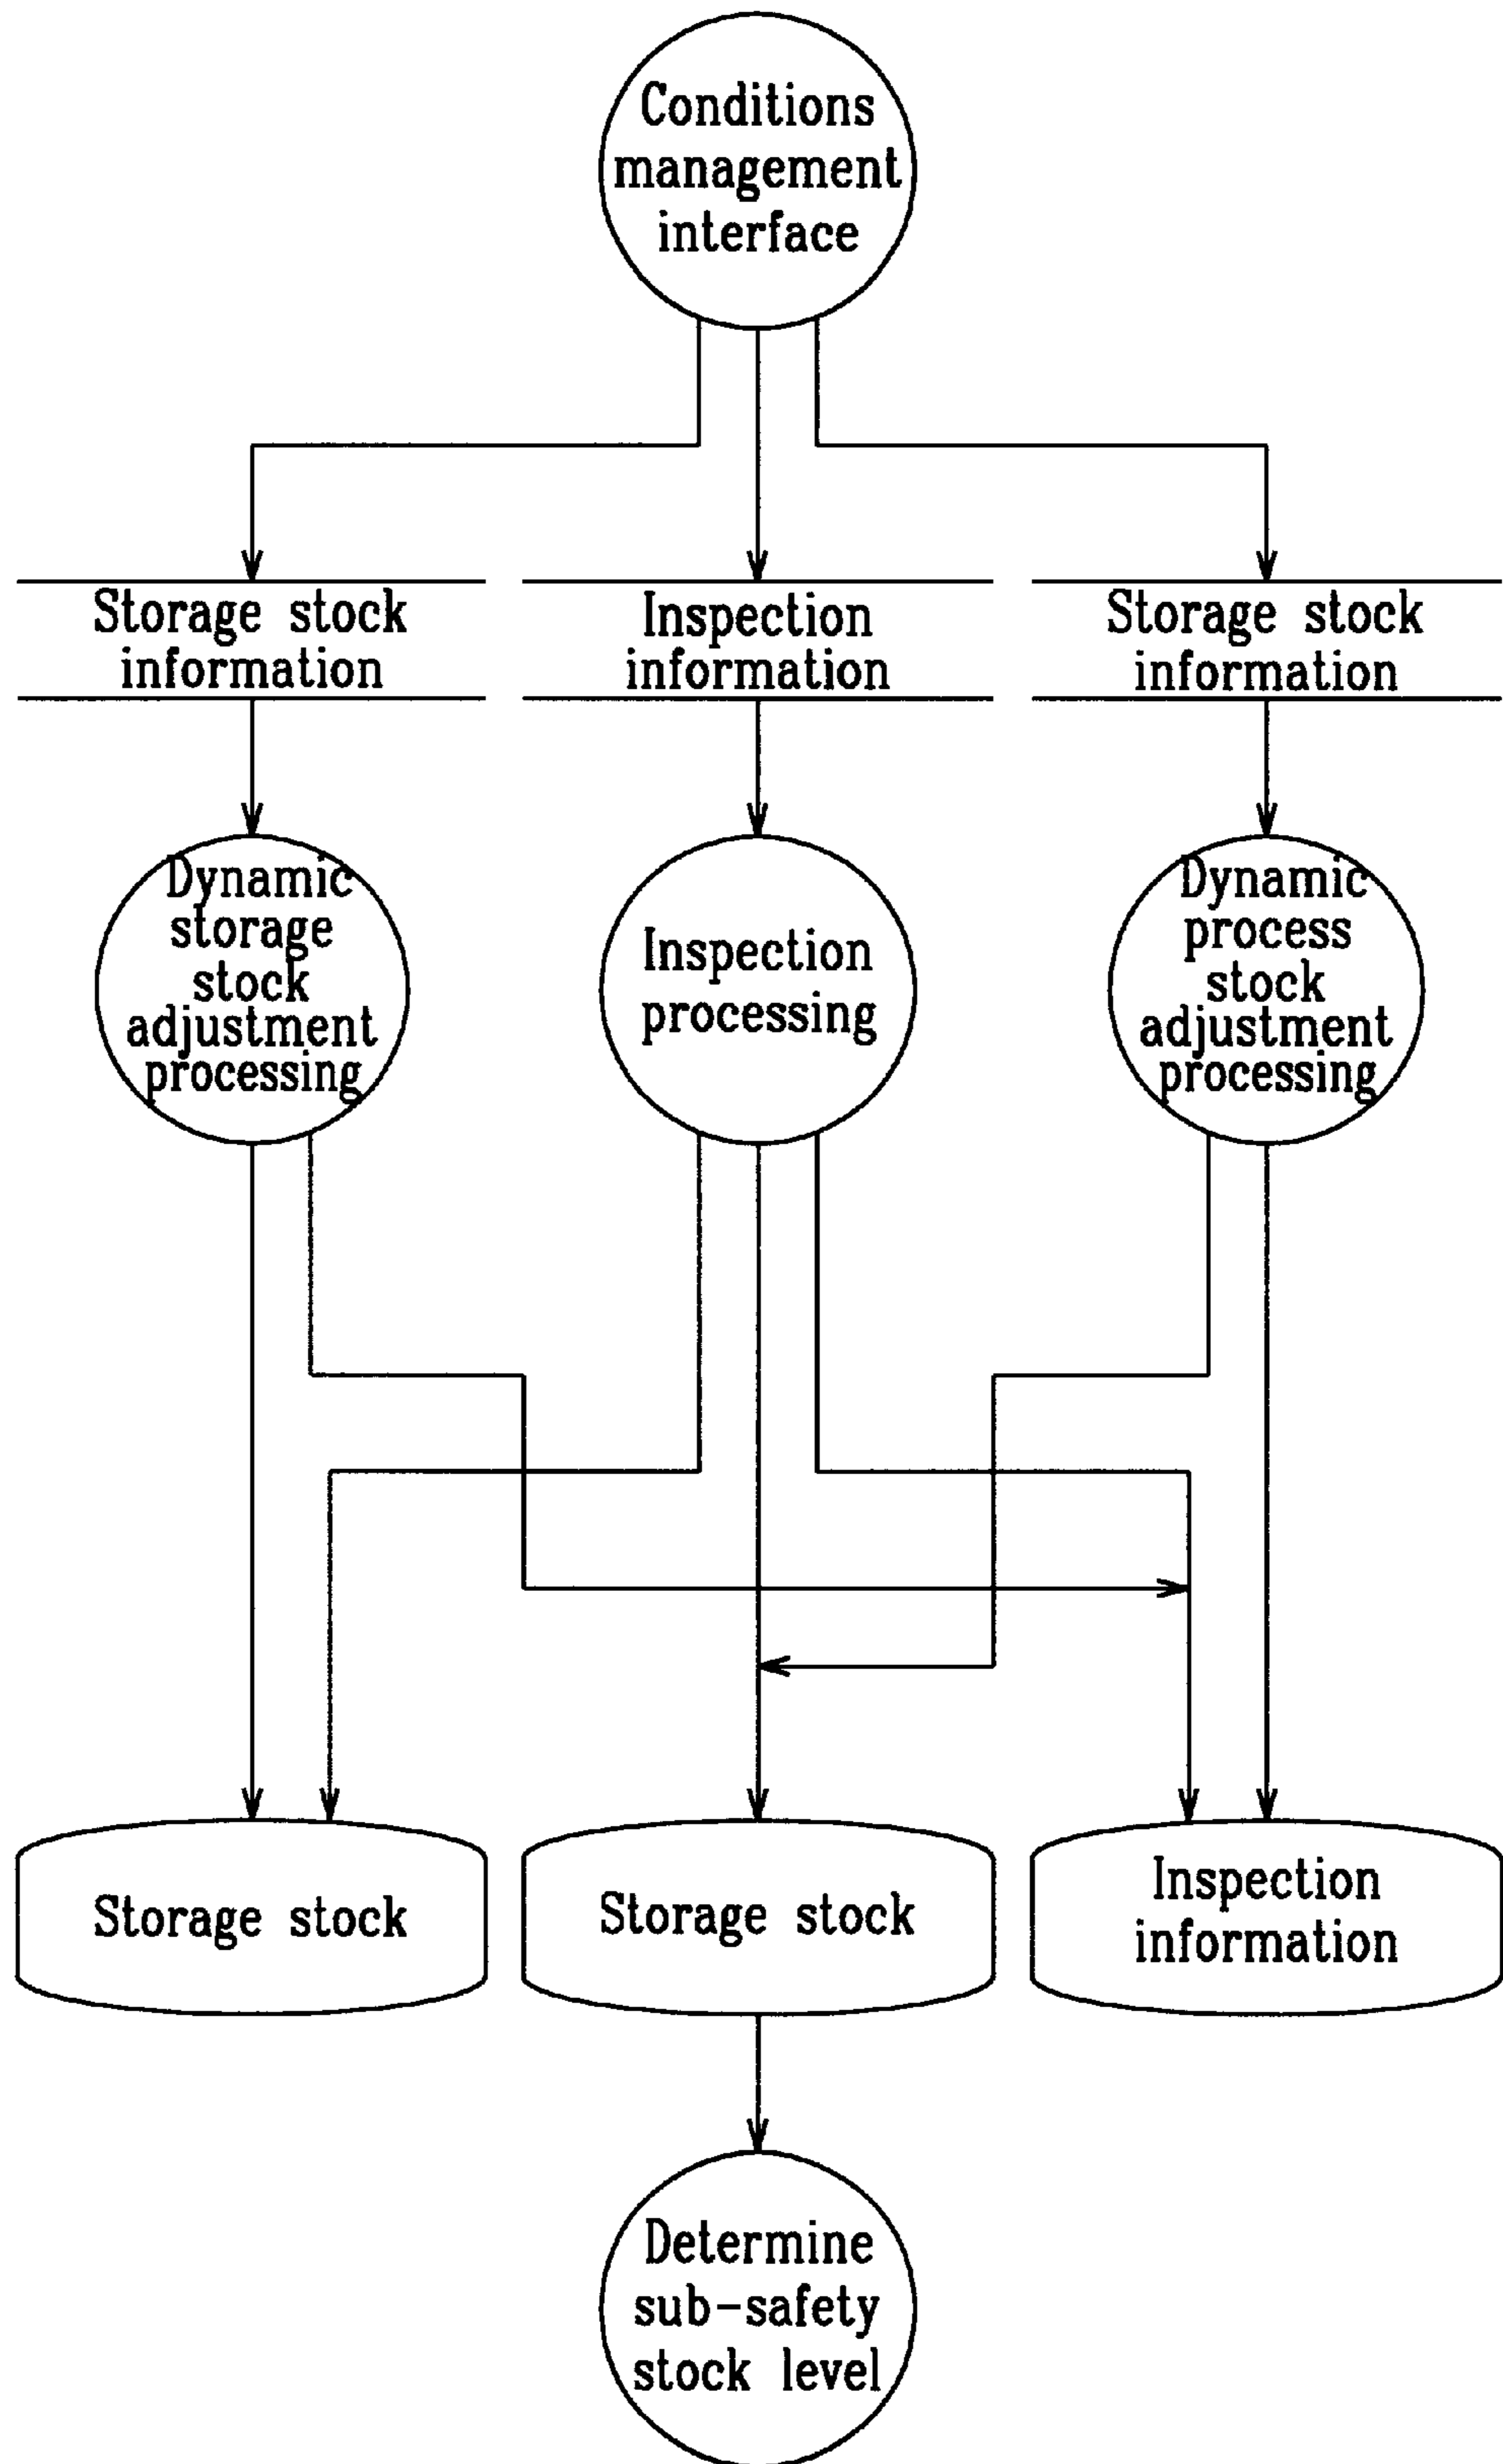 Conditions
management
interface
Storage stock
information
Inspection
information
Storage stock
information
Dynamic
storage
stock
adjustment
processing
Inspection
processing
Dynamic
process
stock
adjustment
processing
Storage stock
Storage stock
Inspection
information
Determine
sub-safety
stock level